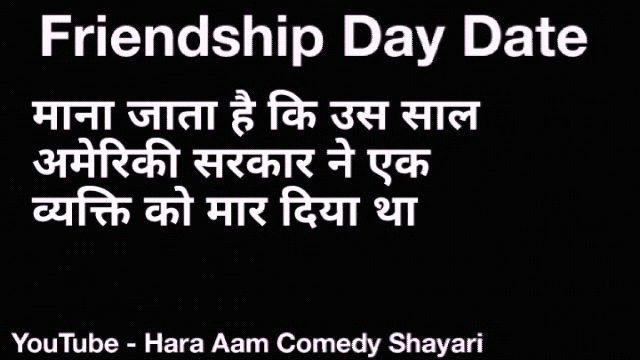 Friendship Day Date
माना जाता है कि उस साल
अमेरिकी सरकार ने एक
व्यक्ति को मार दिया था
YouTube - Hara Aam Comedy Shayari